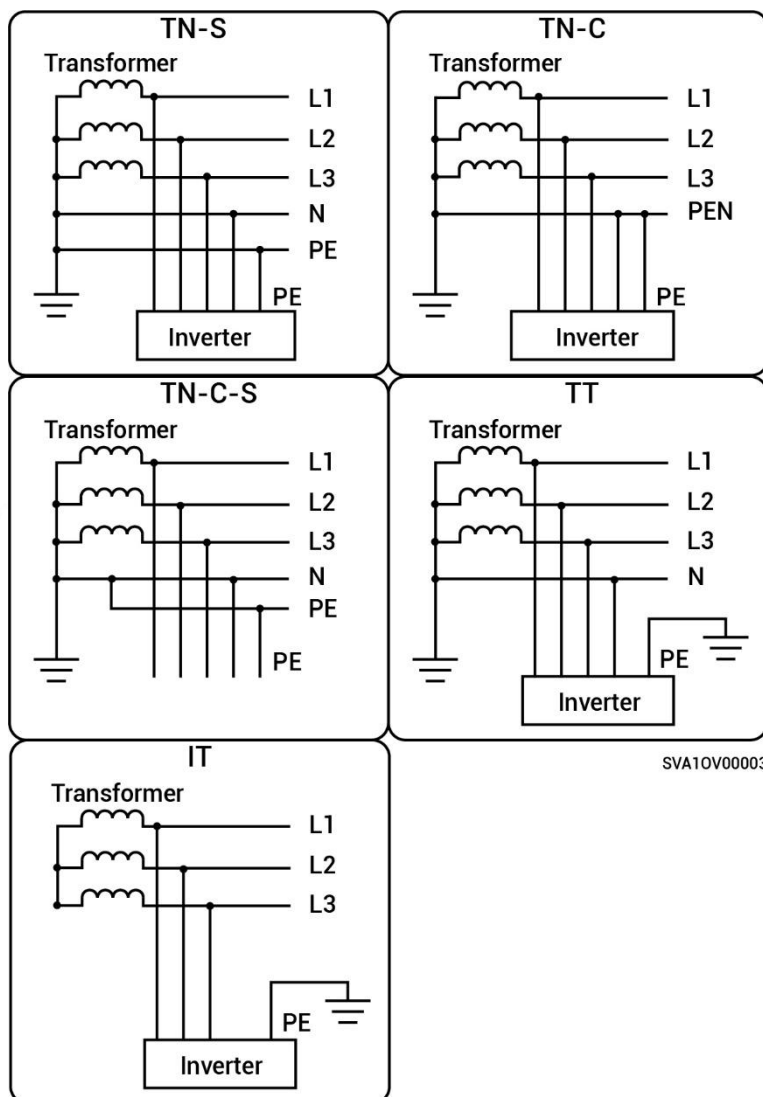 TN-S
Transformer
L1
L2
L3
N
PE
PE
Inverter
TN-C
Transformer
L1
L2
L3
PEN
PE
Inverter
TN-C-S
Transformer
L1
L2
L3
N
PE
PE
TT
Transformer
L1
L2
L3
N
PE
Inverter
SVA1OV00003
IT
Transformer
L1
L2
L3
PE
Inverter